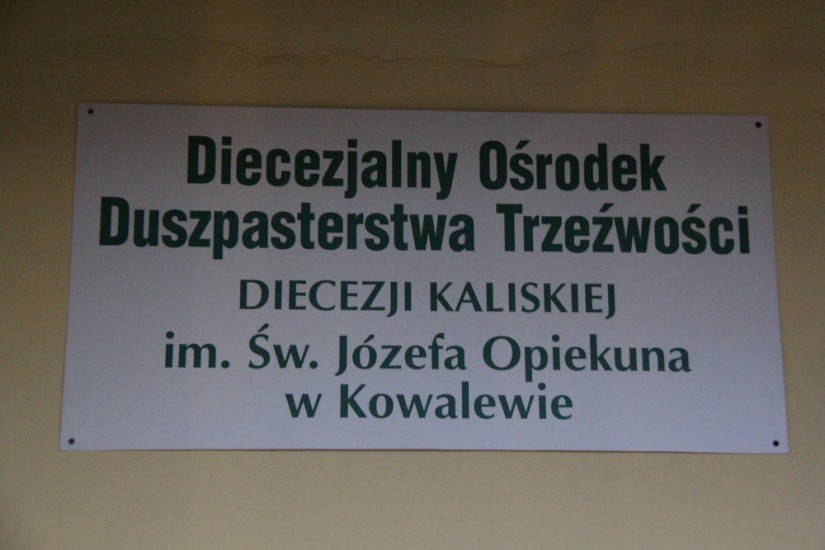 Diecezjalny Ośrodek
Duszpasterstwa Trzeźwości
DIECEZJI KALISKIEJ
im. Św. Józefa Opiekuna
w Kowalewie